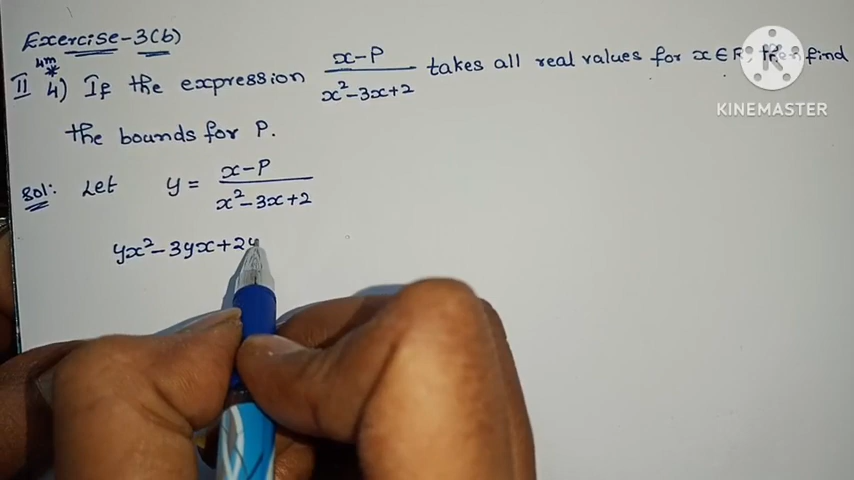 Exercise-3(b)
II 4m * 4) If the expression x-P / x²-3x+2 takes all real values for x∈R, then find
the bounds for P.
Sol: Let y = x-P / x²-3x+2
yx²-3yx+2y
KINEMASTER